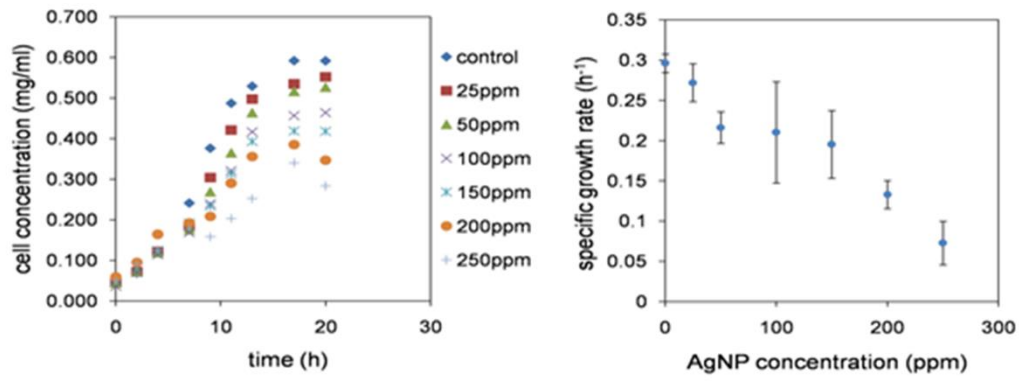 0.700
0.600
0.500
0.400
0.300
0.200
0.100
0.000
cell concentration (mg/ml)
0
10
20
30
time (h)
control
25ppm
50ppm
100ppm
150ppm
200ppm
250ppm
0.35
0.3
0.25
0.2
0.15
0.1
0.05
0
specific growth rate (h⁻¹)
0
100
200
300
AgNP concentration (ppm)